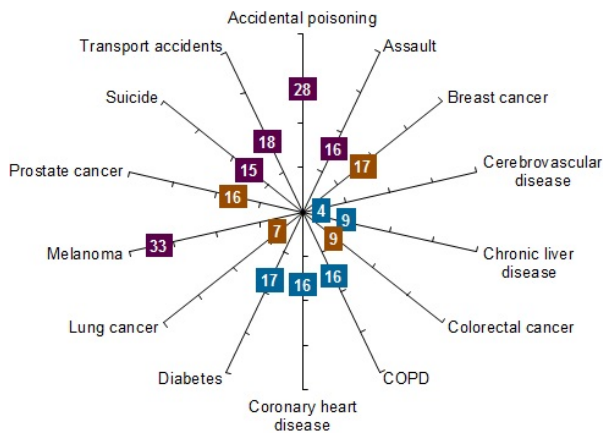 Accidental poisoning
Transport accidents
Assault
Suicide
Breast cancer
28
18
16
15
17
Prostate cancer
Cerebrovascular
disease
16
4
9
7
9
33
Melanoma
Chronic liver
disease
17
16
16
Lung cancer
Colorectal cancer
Diabetes
COPD
Coronary heart
disease